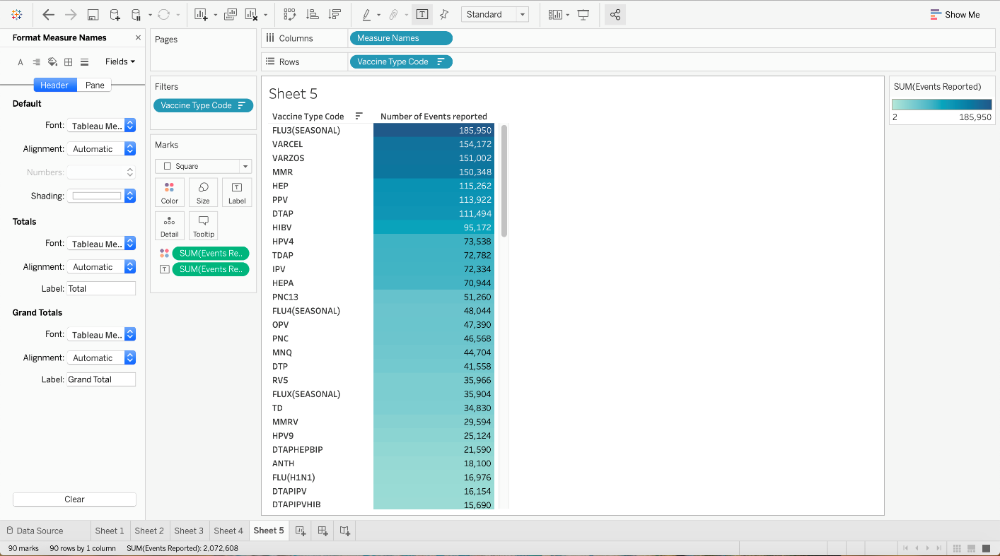 Standard
Show Me
Format Measure Names
Fields
Header
Pane
Default
Font: Tableau Me..
Alignment: Automatic
Numbers:
Shading:
Totals
Font: Tableau Me..
Alignment: Automatic
Label: Total
Grand Totals
Font: Tableau Me..
Alignment: Automatic
Label: Grand Total
Clear
Pages
Filters
Vaccine Type Code
Marks
Square
Color
Size
Label
Detail
Tooltip
SUM(Events Re..
SUM(Events Re..
Columns
Measure Names
Rows
Vaccine Type Code
Sheet 5
Vaccine Type Code Number of Events reported
FLU3(SEASONAL) 185,950
VARCEL 154,172
VARZOS 151,002
MMR 150,348
HEP 115,262
PPV 113,922
DTAP 111,494
HIBV 95,172
HPV4 73,538
TDAP 72,782
IPV 72,334
HEPA 70,944
PNC13 51,260
FLU4(SEASONAL) 48,044
OPV 47,390
PNC 46,568
MNQ 44,704
DTP 41,558
RV5 35,966
FLUX(SEASONAL) 35,904
TD 34,830
MMRV 29,594
HPV9 25,124
DTAPHEPBIP 21,590
ANTH 18,100
FLU(H1N1) 16,976
DTAPIPV 16,154
DTAPIPVHIB 15,690
SUM(Events Reported)
2 185,950
Data Source Sheet 1 Sheet 2 Sheet 3 Sheet 4 Sheet 5
90 marks 90 rows by 1 column SUM(Events Reported): 2,072,608